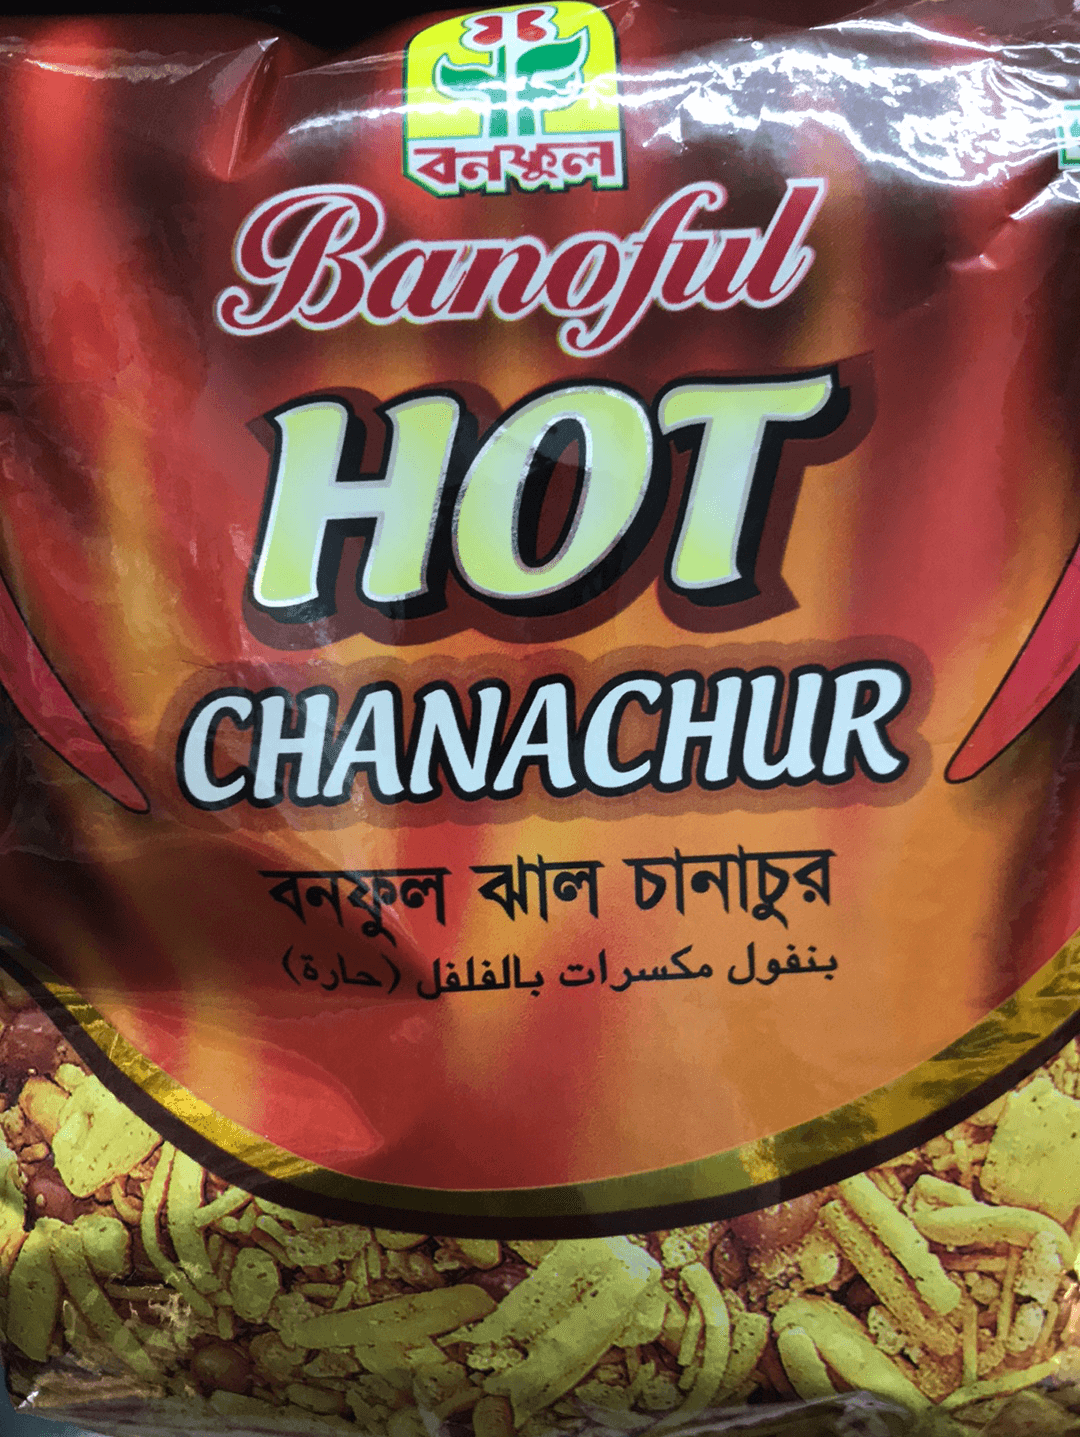 বনফুল
Banoful
HOT
CHANACHUR
বনফুল ঝাল চানাচুর
بنفول مكسرات بالفلفل (حارة)